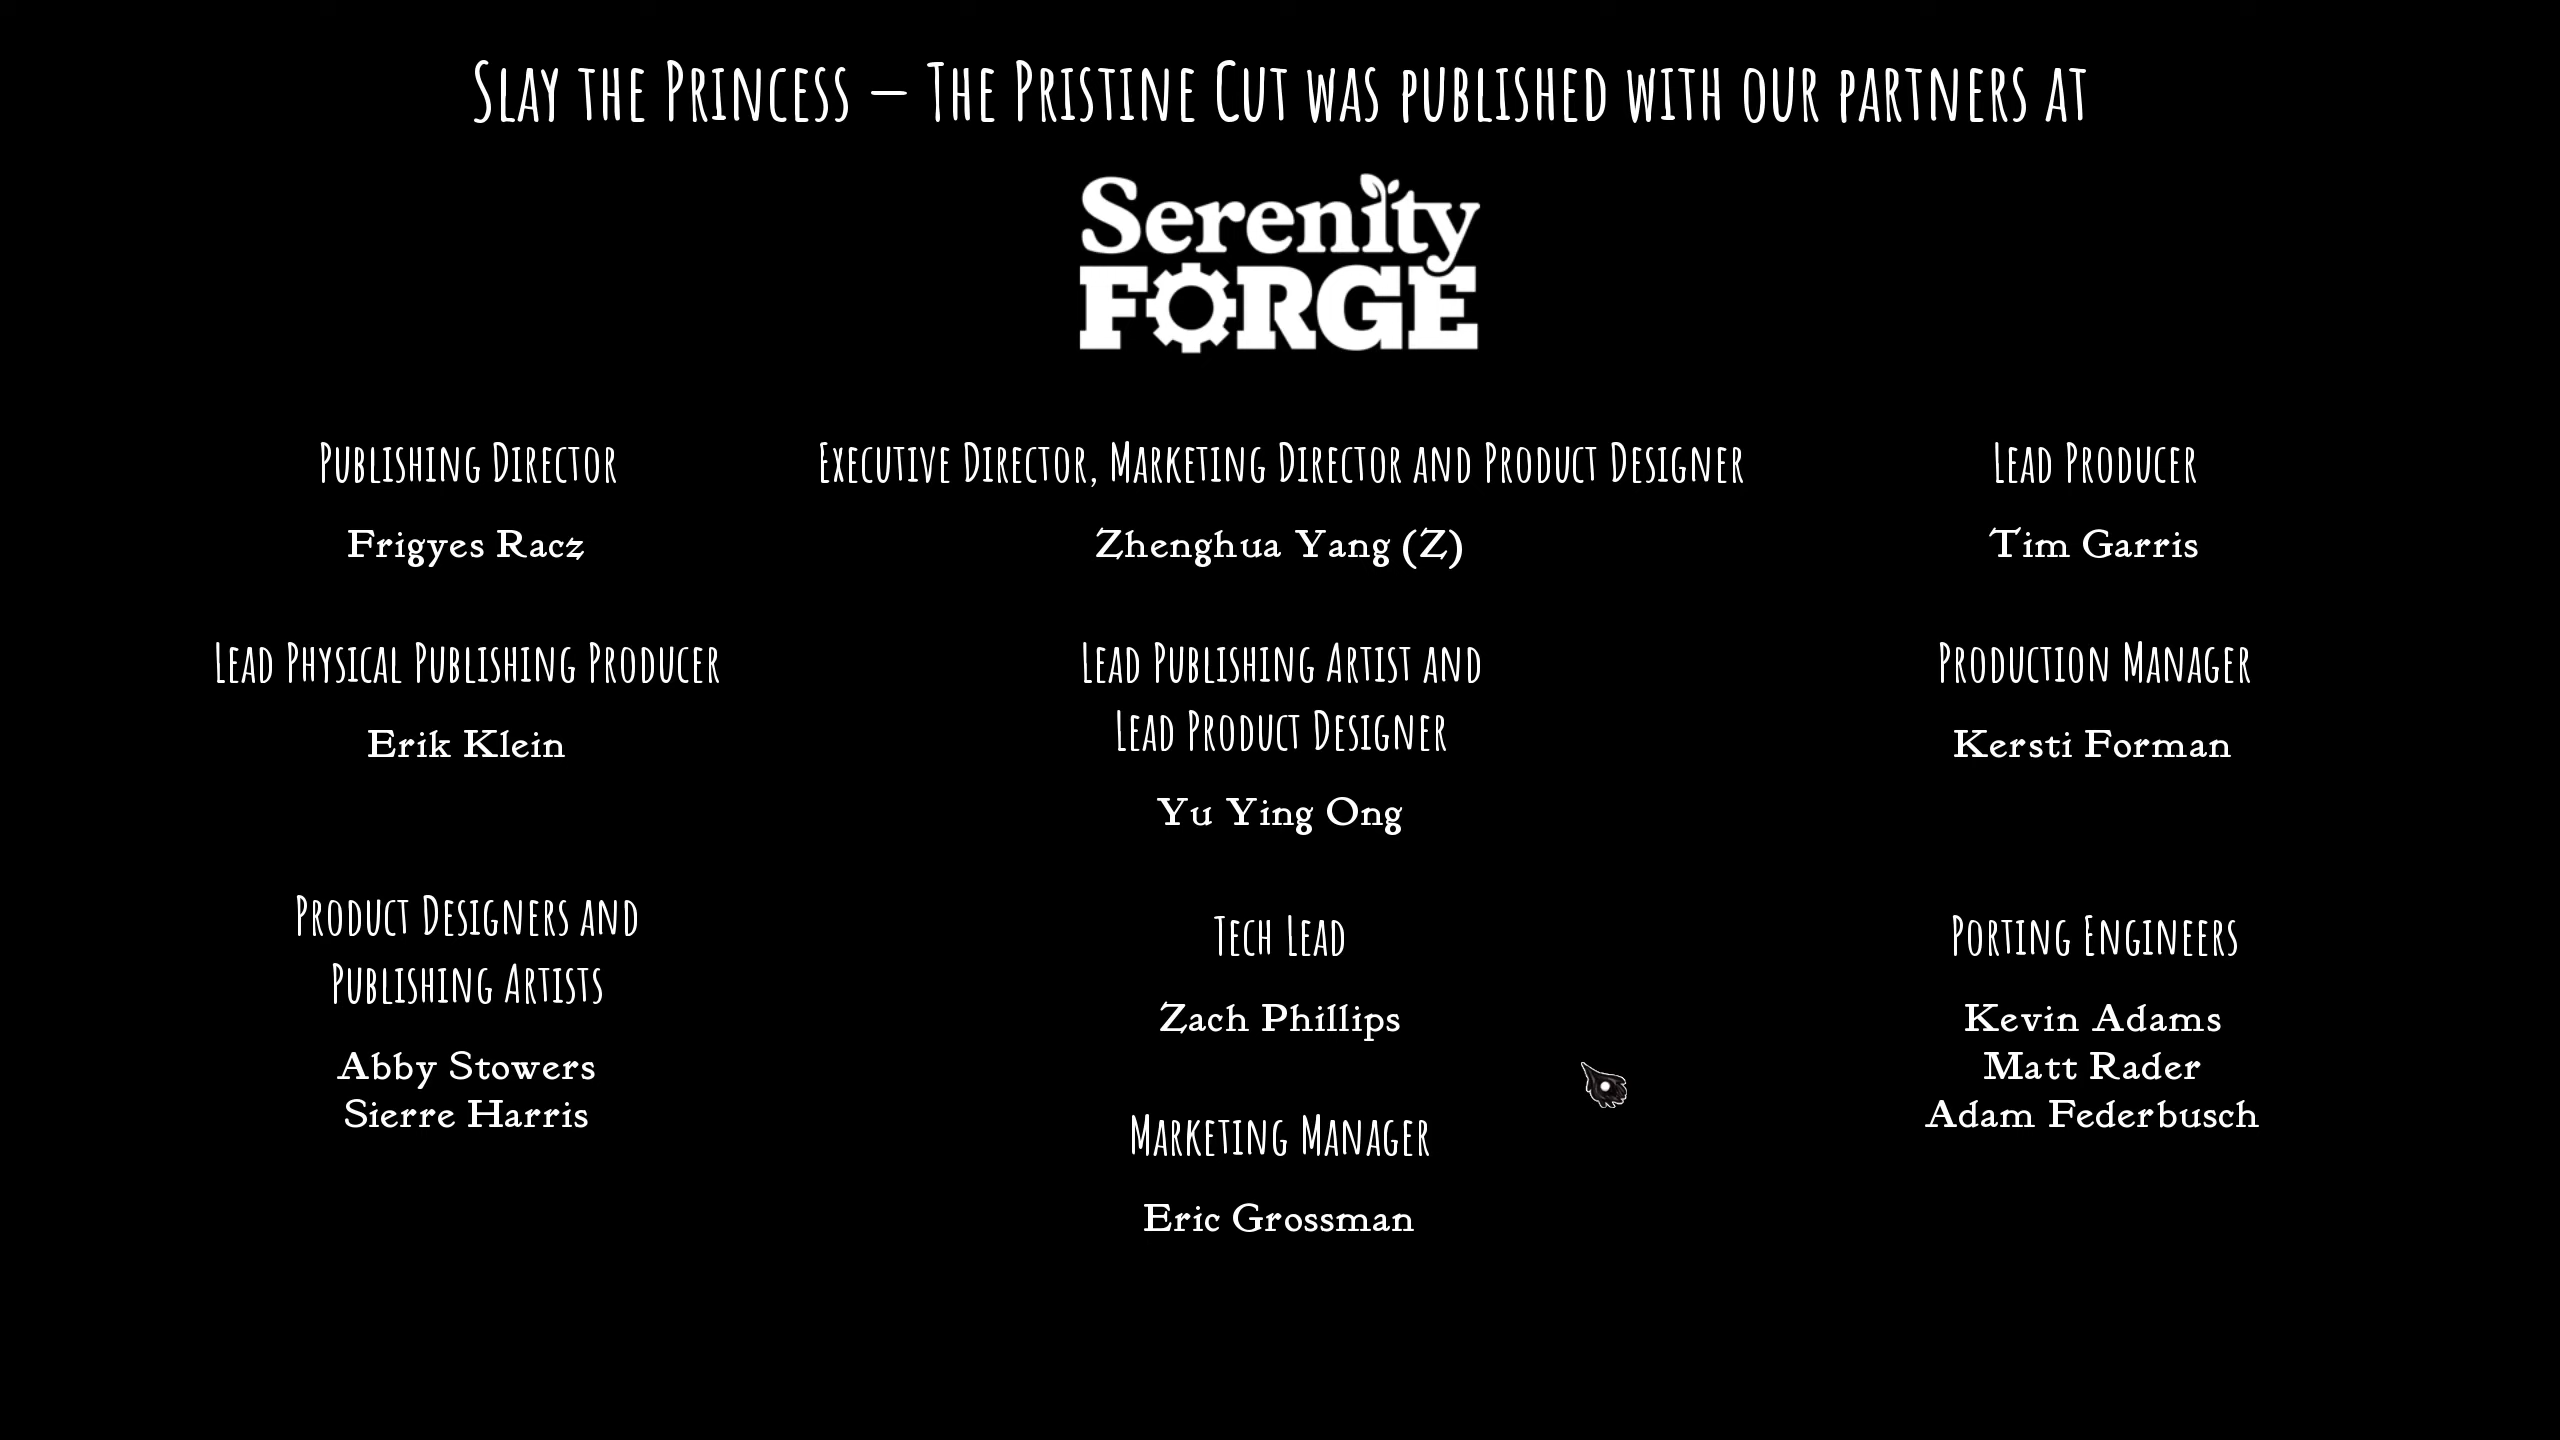 Slay the Princess – The Pristine Cut was published with our partners at
Serenity
FORGE
Publishing Director
Frigyes Racz
Executive Director, Marketing Director and Product Designer
Zhenghua Yang (Z)
Lead Producer
Tim Garris
Lead Physical Publishing Producer
Erik Klein
Lead Publishing Artist and
Lead Product Designer
Yu Ying Ong
Production Manager
Kersti Forman
Product Designers and
Publishing Artists
Abby Stowers
Sierre Harris
Tech Lead
Zach Phillips
Marketing Manager
Eric Grossman
Porting Engineers
Kevin Adams
Matt Rader
Adam Federbusch